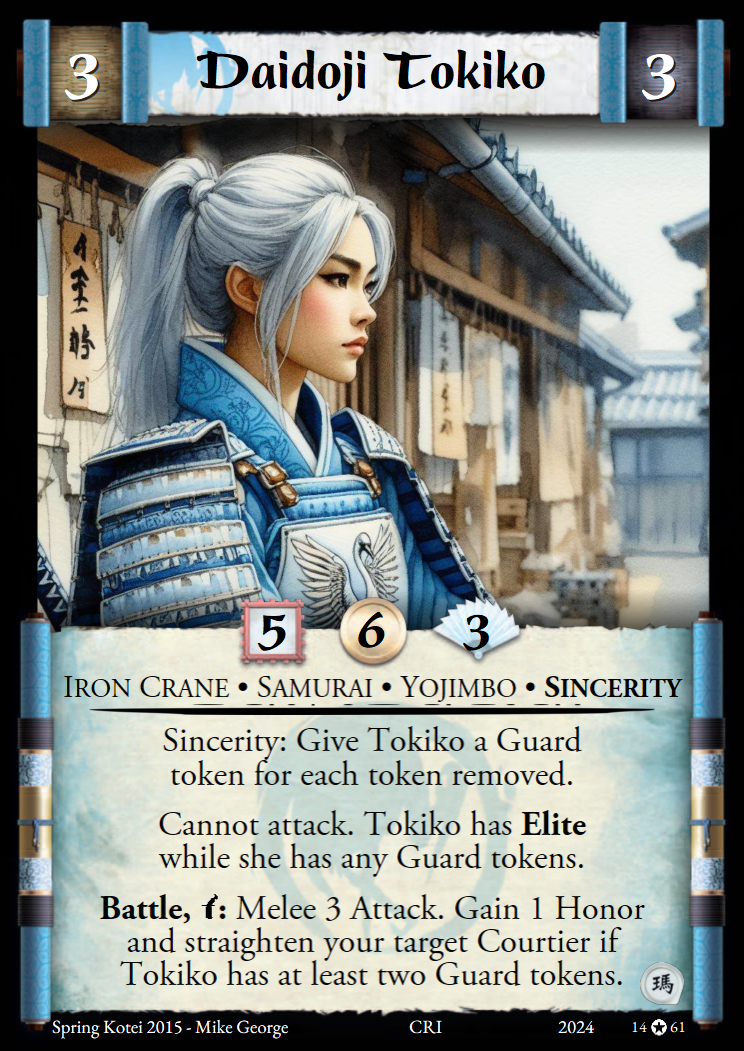 3 Daidoji Tokiko 3
5 6 3
IRON CRANE • SAMURAI • YOJIMBO • SINCERITY
Sincerity: Give Tokiko a Guard
token for each token removed.
Cannot attack. Tokiko has Elite
while she has any Guard tokens.
Battle, : Melee 3 Attack. Gain 1 Honor
and straighten your target Courtier if
Tokiko has at least two Guard tokens.
瑪
Spring Kotei 2015 - Mike George CRI 2024 14 ✪ 61